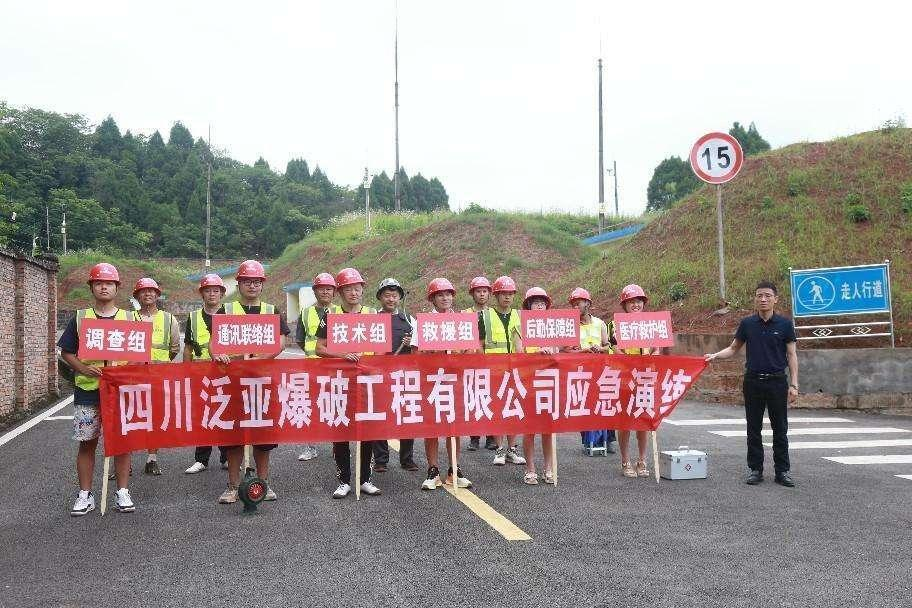 15
走人行道
调查组
通讯联络组
技术组
救援组
后勤保障组
医疗救护组
四川泛亚爆破工程有限公司应急演练